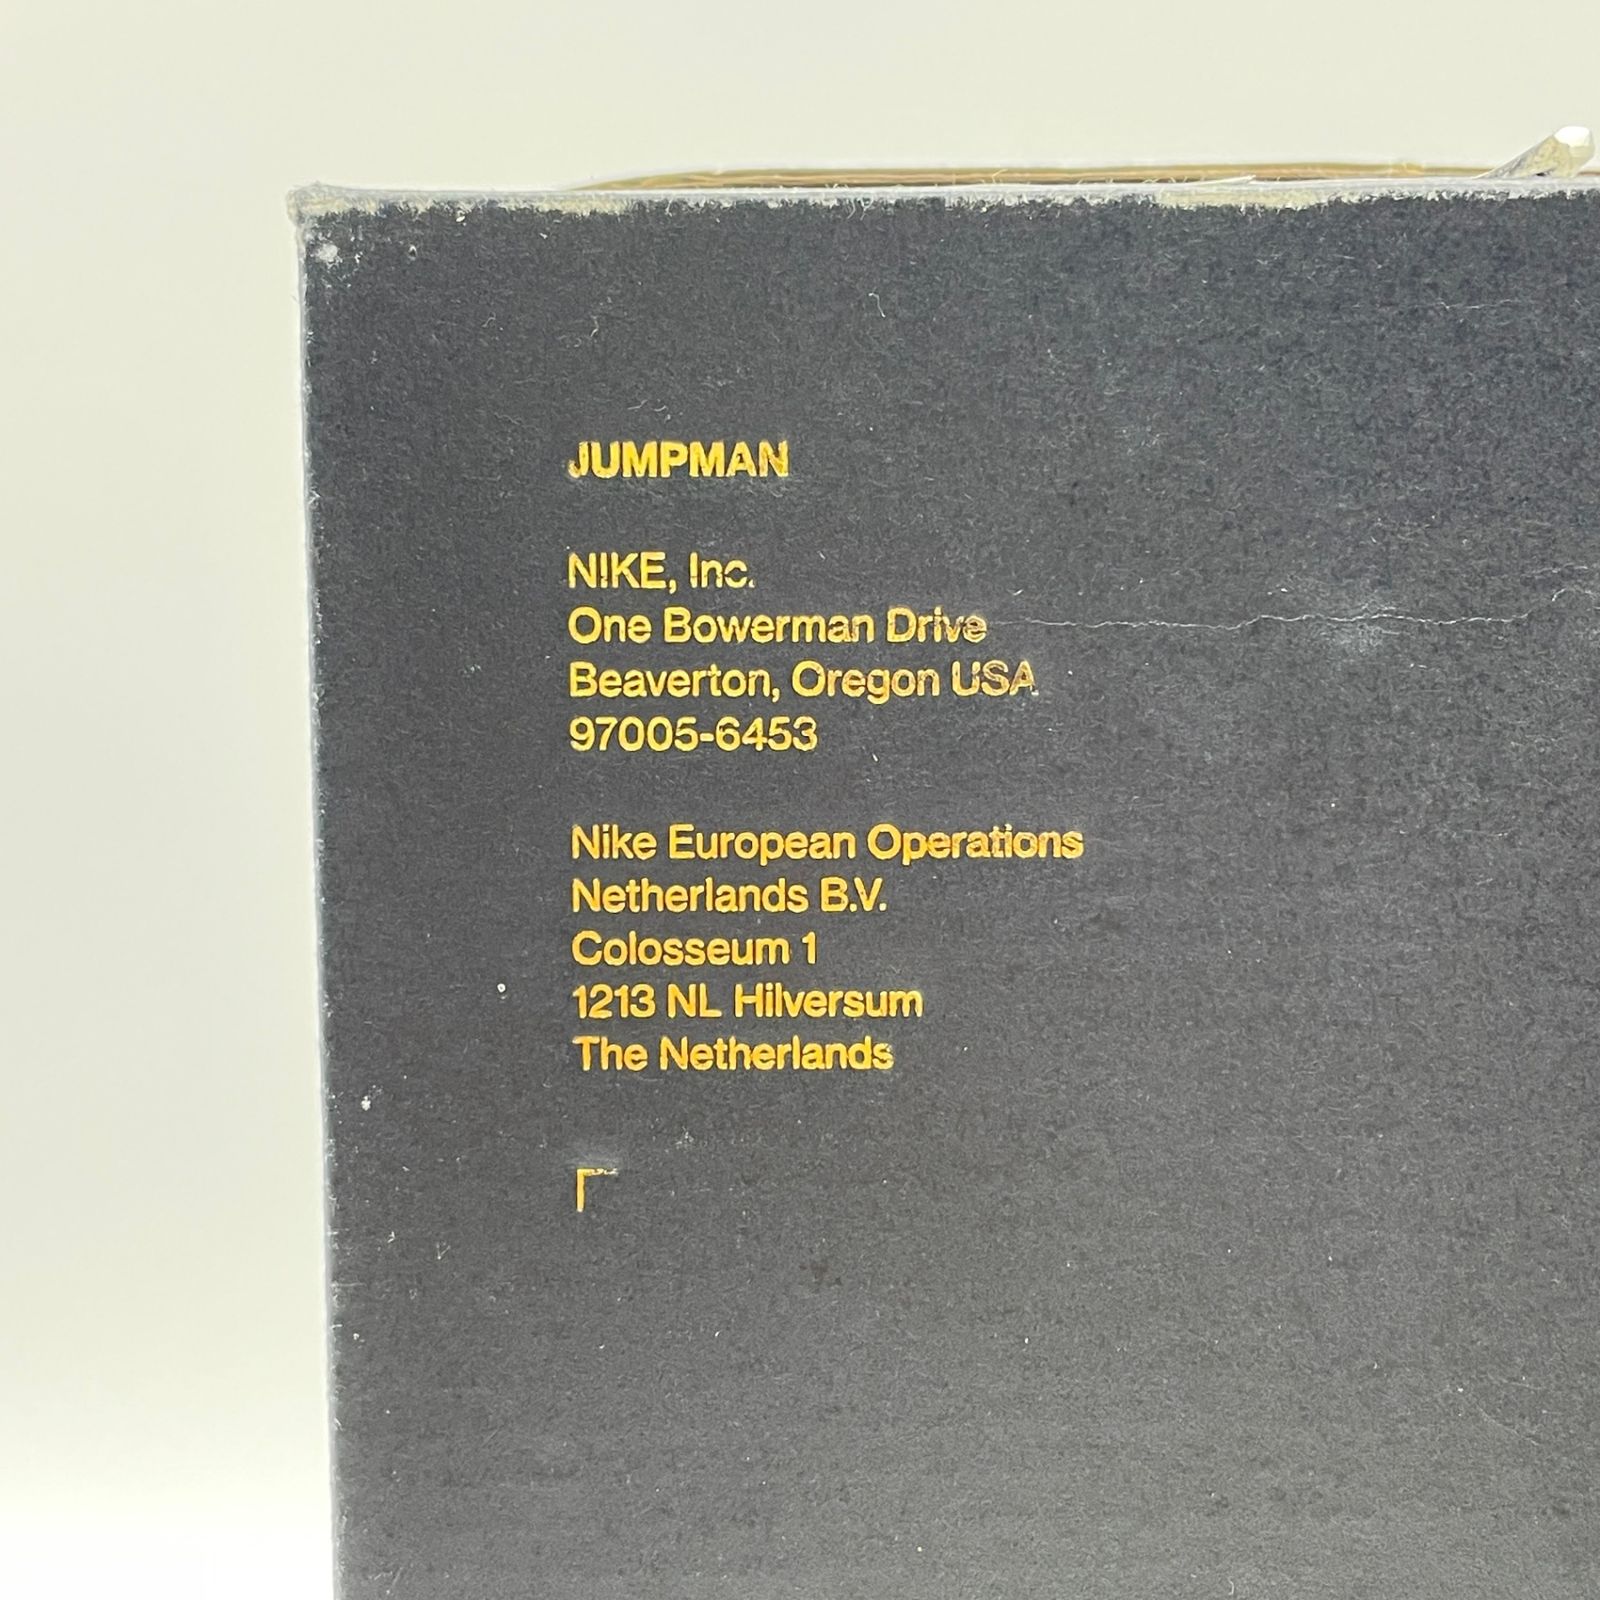 JUMPMAN
NIKE, Inc.
One Bowerman Drive
Beaverton, Oregon USA
97005-6453
Nike European Operations
Netherlands B.V.
Colosseum 1
1213 NL Hilversum
The Netherlands